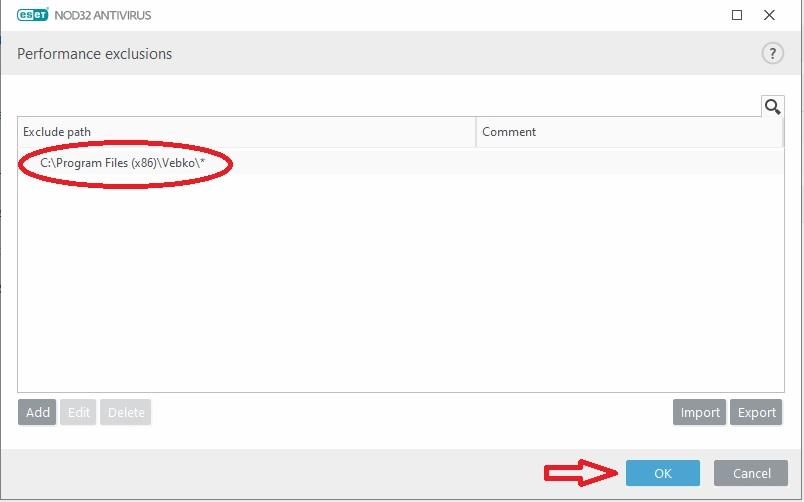 eset NOD32 ANTIVIRUS
Performance exclusions
?
Exclude path Comment
C:\Program Files (x86)\Vebko\*
Add Edit Delete Import Export
OK Cancel